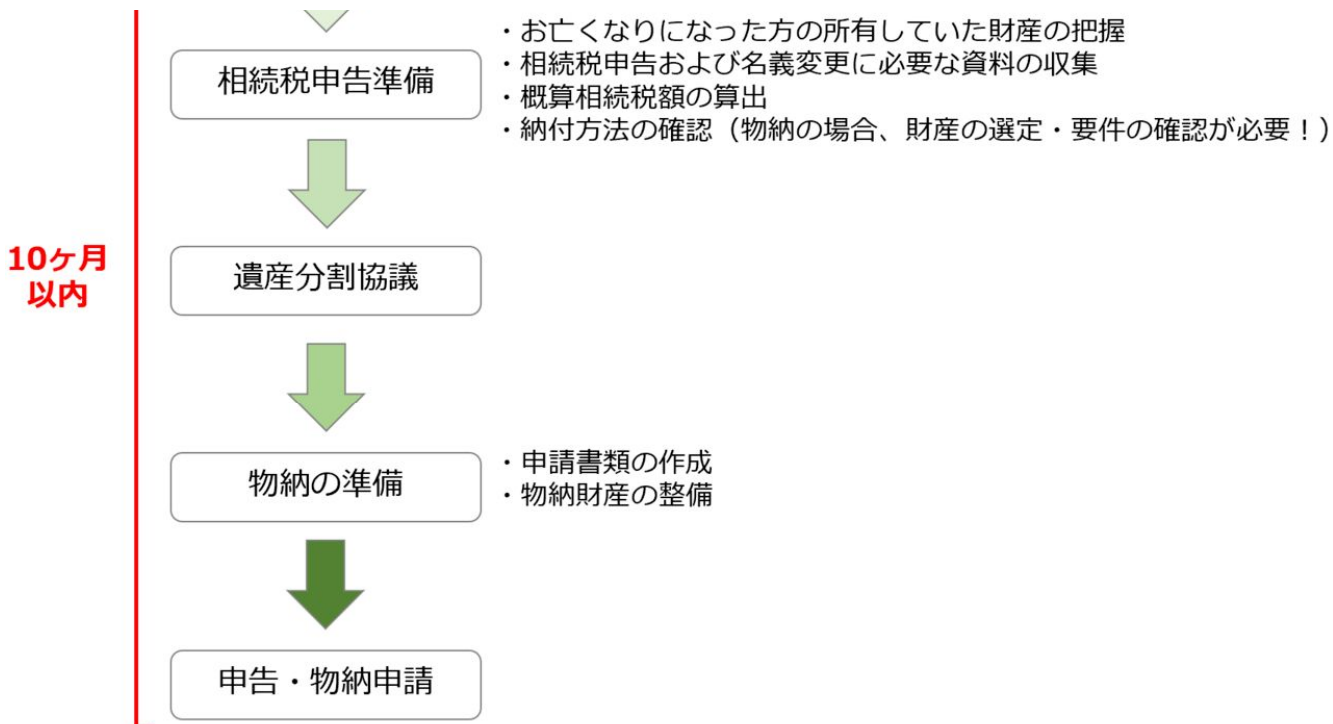 ・お亡くなりになった方の所有していた財産の把握
相続税申告準備
・相続税申告および名義変更に必要な資料の収集
・概算相続税額の算出
・納付方法の確認（物納の場合、財産の選定・要件の確認が必要！）
10ヶ月
以内
遺産分割協議
物納の準備
・申請書類の作成
・物納財産の整備
申告・物納申請